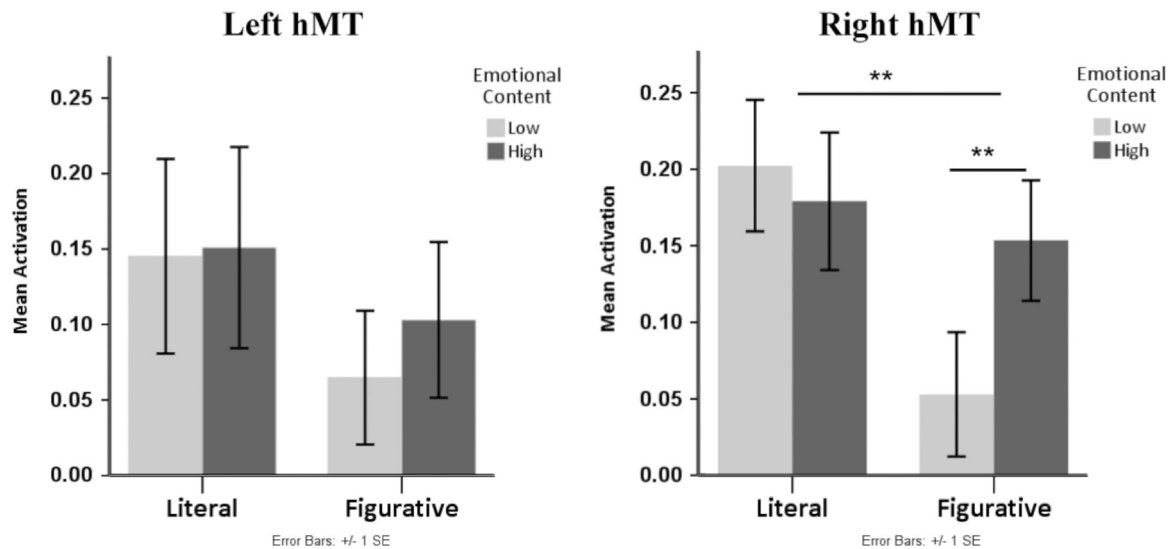 Left hMT
Emotional
Content
Low
High
0.25
0.20
0.15
0.10
0.05
0.00
Mean Activation
Literal
Figurative
Error Bars: +/- 1 SE
Right hMT
**
**
Emotional
Content
Low
High
0.25
0.20
0.15
0.10
0.05
0.00
Mean Activation
Literal
Figurative
Error Bars: +/- 1 SE